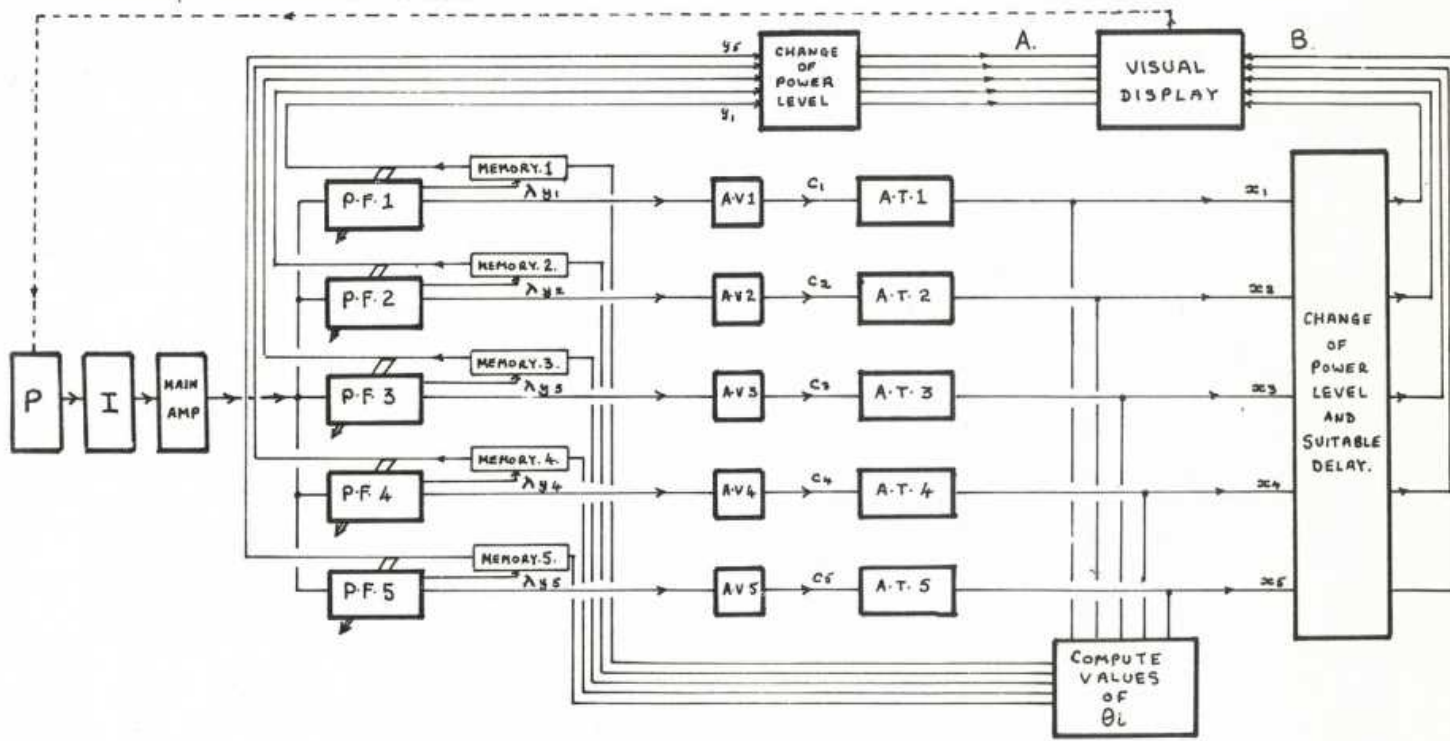 y5
CHANGE
OF
POWER
LEVEL
y1
A.
VISUAL
DISPLAY
B.
MEMORY.1
P.F.1
λy1
A.V1
C1
A.T.1
x1
MEMORY.2.
P.F.2
λy2
A.V2
C2
A.T.2
x2
MEMORY.3.
P.F.3
λy3
A.V3
C3
A.T.3
x3
MEMORY.4.
P.F.4
λy4
A.V4
C4
A.T.4
x4
MEMORY.5.
P.F.5
λy5
A.V5
C5
A.T.5
x5
P
I
MAIN
AMP
CHANGE
OF
POWER
LEVEL
AND
SUITABLE
DELAY.
COMPUTE
VALUES
OF
θi